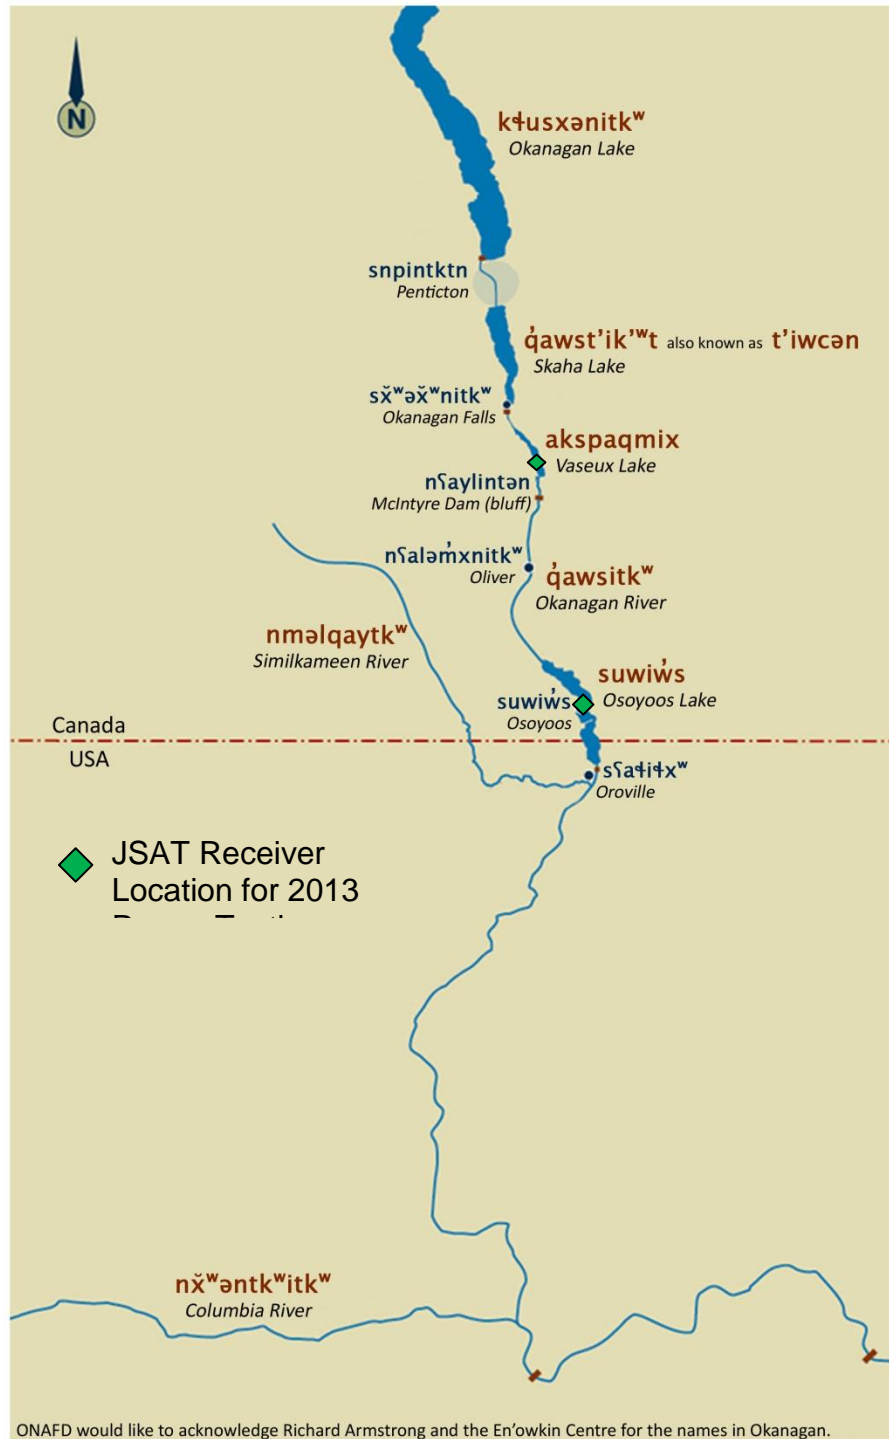 N
kɬusxənitkʷ
Okanagan Lake
snpintktn
Penticton
q̓awst’ik’ʷt also known as t’iwcən
Skaha Lake
sx̌ʷəx̌ʷnitkʷ
Okanagan Falls
akspaqmix
Vaseux Lake
nʕaylintən
McIntyre Dam (bluff)
nʕaləm̓xnitkʷ
Oliver
q̓awsitkʷ
Okanagan River
nməlqaytkʷ
Similkameen River
suwiw̓s
Osoyoos Lake
suwiw̓s
Osoyoos
Canada
USA
sʕaɬiɬxʷ
Oroville
JSAT Receiver
Location for 2013
nx̌ʷəntkʷitkʷ
Columbia River
ONAFD would like to acknowledge Richard Armstrong and the En’owkin Centre for the names in Okanagan.